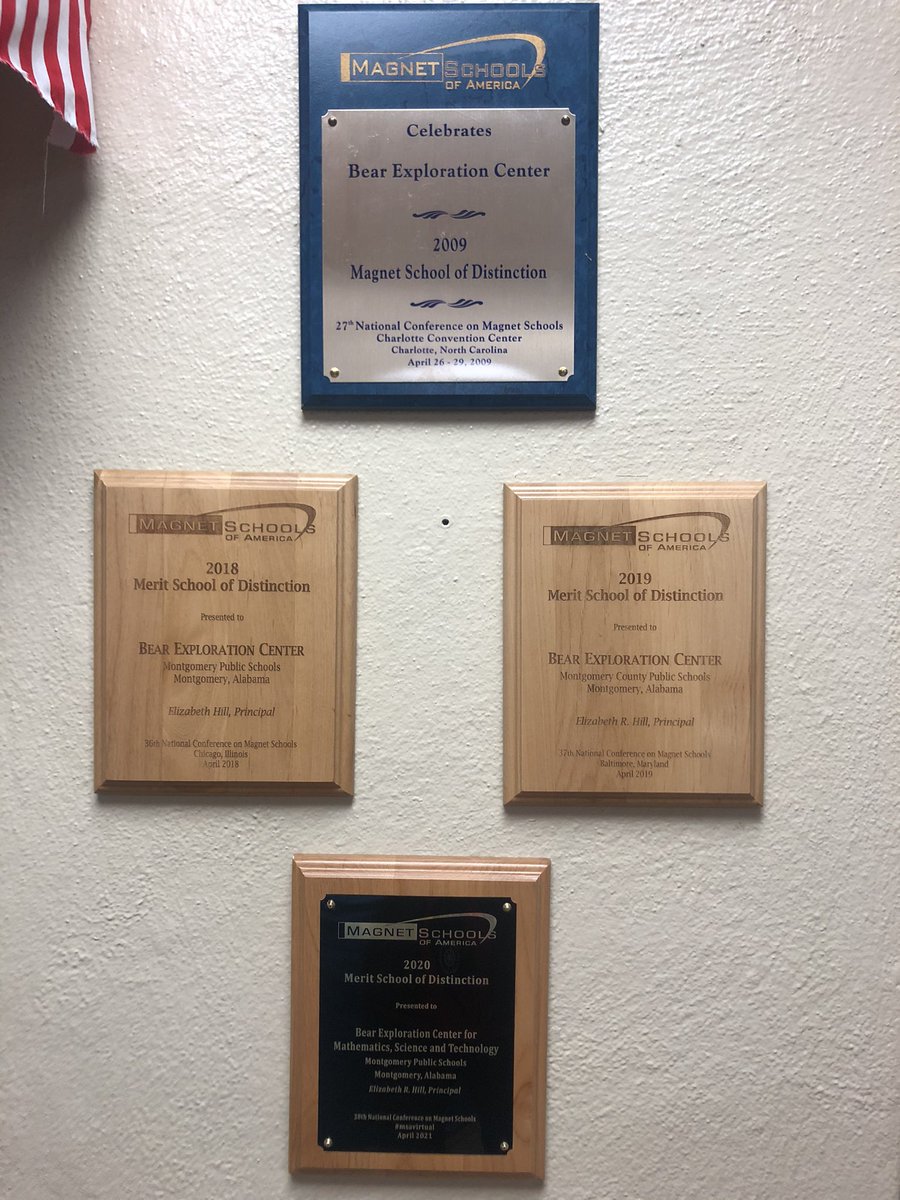 MAGNET SCHOOLS
OF AMERICA
Celebrates
Bear Exploration Center
2009
Magnet School of Distinction
27th National Conference on Magnet Schools
Charlotte Convention Center
Charlotte, North Carolina
April 26 - 29, 2009
MAGNET SCHOOLS
OF AMERICA
2018
Merit School of Distinction
Presented to
BEAR EXPLORATION CENTER
Montgomery Public Schools
Montgomery, Alabama
Elizabeth Hill, Principal
36th National Conference on Magnet Schools
Chicago, Illinois
April 2018
MAGNET SCHOOLS
OF AMERICA
2019
Merit School of Distinction
Presented to
BEAR EXPLORATION CENTER
Montgomery County Public Schools
Montgomery, Alabama
Elizabeth R. Hill, Principal
37th National Conference on Magnet Schools
Baltimore, Maryland
April 2019
MAGNET SCHOOLS
OF AMERICA
2020
Merit School of Distinction
Presented to
Bear Exploration Center for
Mathematics, Science and Technology
Montgomery Public Schools
Montgomery, Alabama
Elizabeth R. Hill, Principal
38th National Conference on Magnet Schools
#msavirtual
April 2021